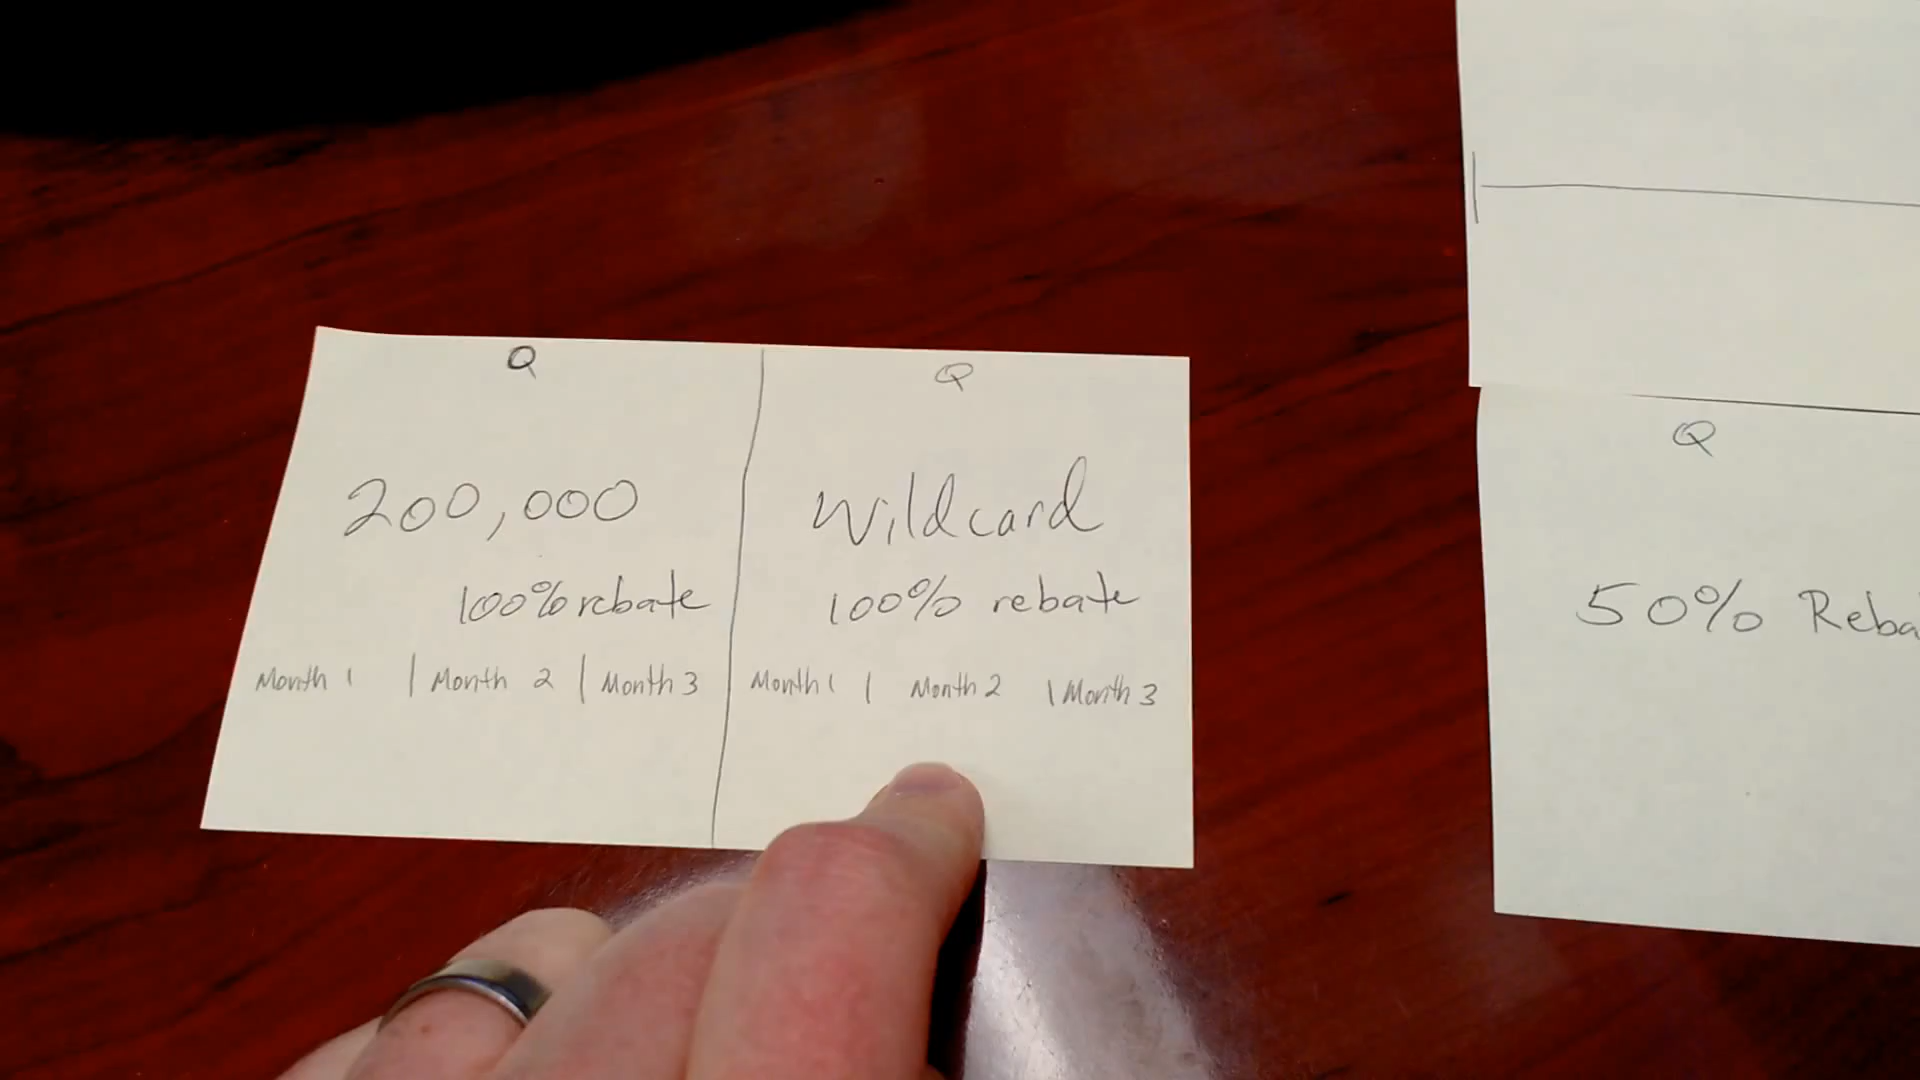 Q
200,000
100% rebate
Month 1 | Month 2 | Month 3
Q
Wildcard
100% rebate
Month 1 | Month 2 | Month 3
Q
50% Reba